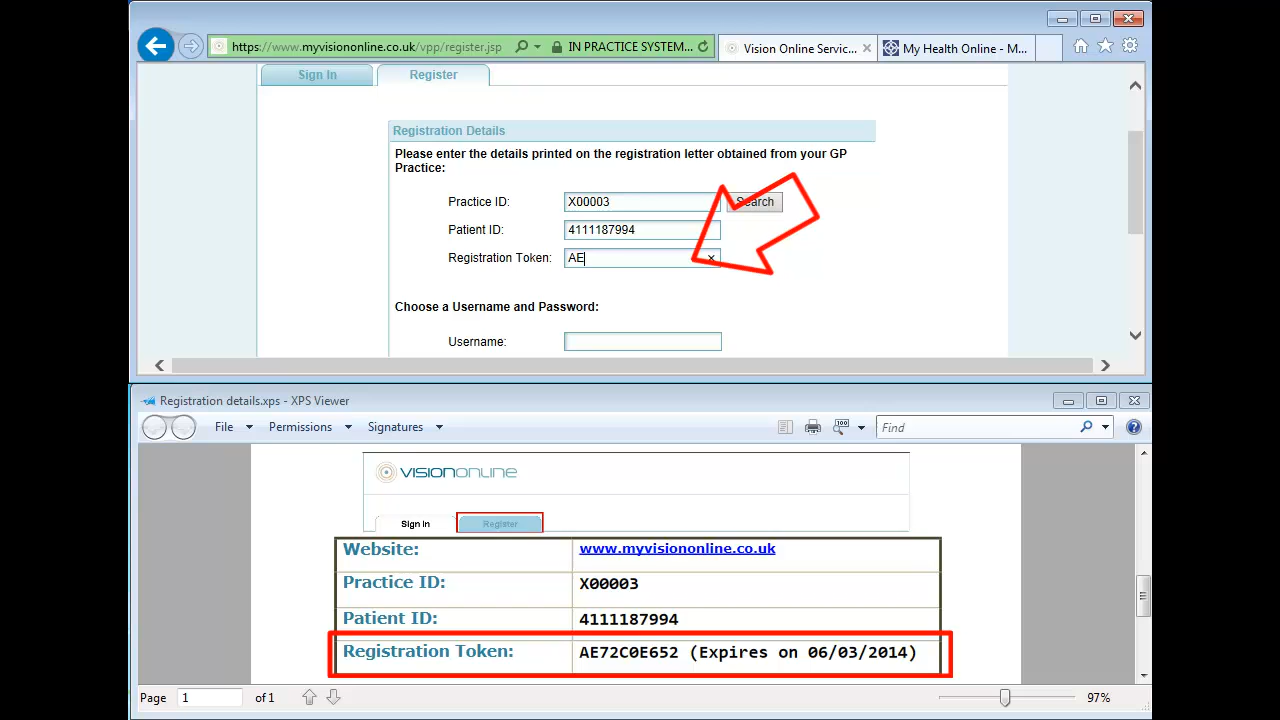 https://www.myvisiononline.co.uk/vpp/register.jsp
IN PRACTICE SYSTEM...
Vision Online Servic...
My Health Online - M...
Sign In
Register
Registration Details
Please enter the details printed on the registration letter obtained from your GP
Practice:
Practice ID: X00003 Search
Patient ID: 4111187994
Registration Token: AE
Choose a Username and Password:
Username:
Registration details.xps - XPS Viewer
File Permissions Signatures
100
Find
VISIONONLINE
Sign In Register
Website: www.myvisiononline.co.uk
Practice ID: X00003
Patient ID: 4111187994
Registration Token: AE72C0E652 (Expires on 06/03/2014)
Page 1 of 1 97%